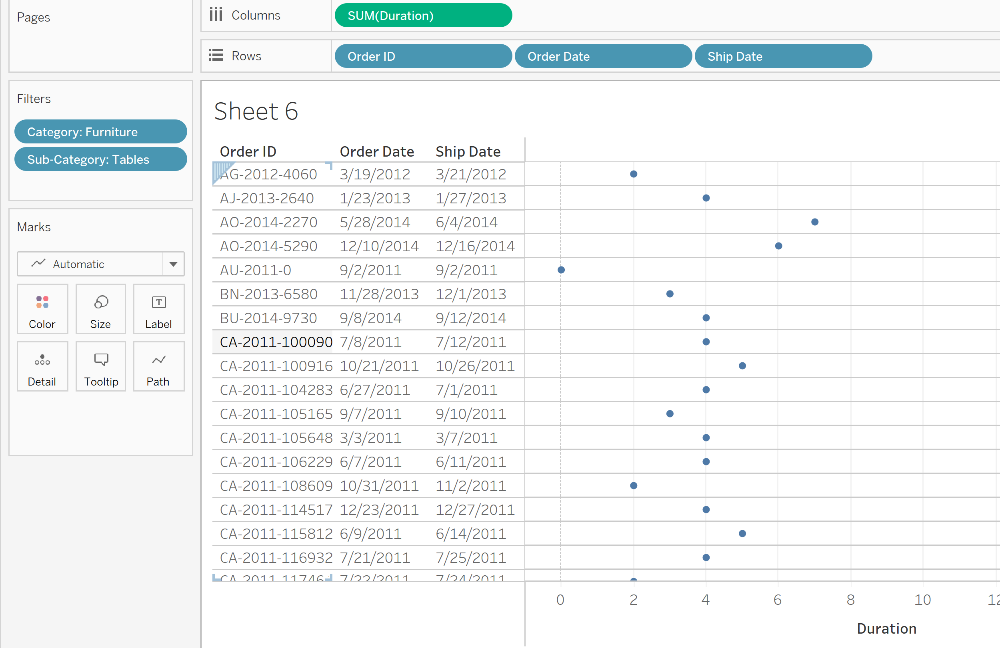 Pages
Columns SUM(Duration)
Rows Order ID Order Date Ship Date
Filters
Category: Furniture
Sub-Category: Tables
Marks
Automatic
Color Size Label
Detail Tooltip Path
Sheet 6
Order ID Order Date Ship Date
AG-2012-4060 3/19/2012 3/21/2012
AJ-2013-2640 1/23/2013 1/27/2013
AO-2014-2270 5/28/2014 6/4/2014
AO-2014-5290 12/10/2014 12/16/2014
AU-2011-0 9/2/2011 9/2/2011
BN-2013-6580 11/28/2013 12/1/2013
BU-2014-9730 9/8/2014 9/12/2014
CA-2011-100090 7/8/2011 7/12/2011
CA-2011-100916 10/21/2011 10/26/2011
CA-2011-104283 6/27/2011 7/1/2011
CA-2011-105165 9/7/2011 9/10/2011
CA-2011-105648 3/3/2011 3/7/2011
CA-2011-106229 6/7/2011 6/11/2011
CA-2011-108609 10/31/2011 11/2/2011
CA-2011-114517 12/23/2011 12/27/2011
CA-2011-115812 6/9/2011 6/14/2011
CA-2011-116932 7/21/2011 7/25/2011
7/22/2011 7/24/2011
0 2 4 6 8 10 12
Duration